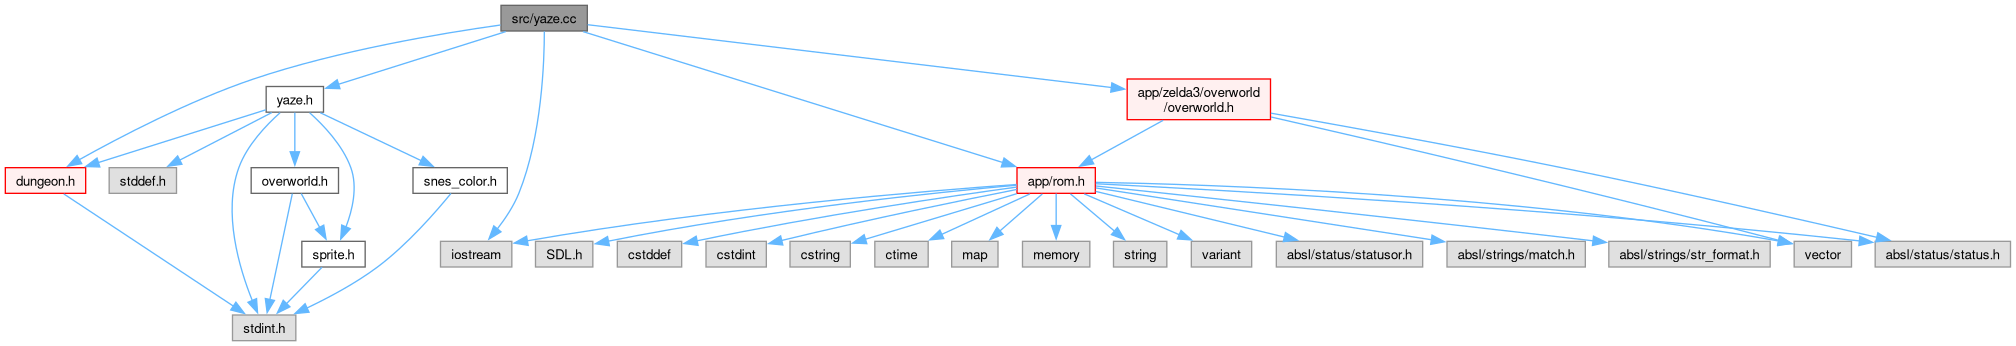 src/yaze.cc
yaze.h
app/zelda3/overworld
/overworld.h
dungeon.h
stddef.h
overworld.h
snes_color.h
app/rom.h
sprite.h
iostream
SDL.h
cstddef
cstdint
cstring
ctime
map
memory
string
variant
absl/status/statusor.h
absl/strings/match.h
absl/strings/str_format.h
vector
absl/status/status.h
stdint.h